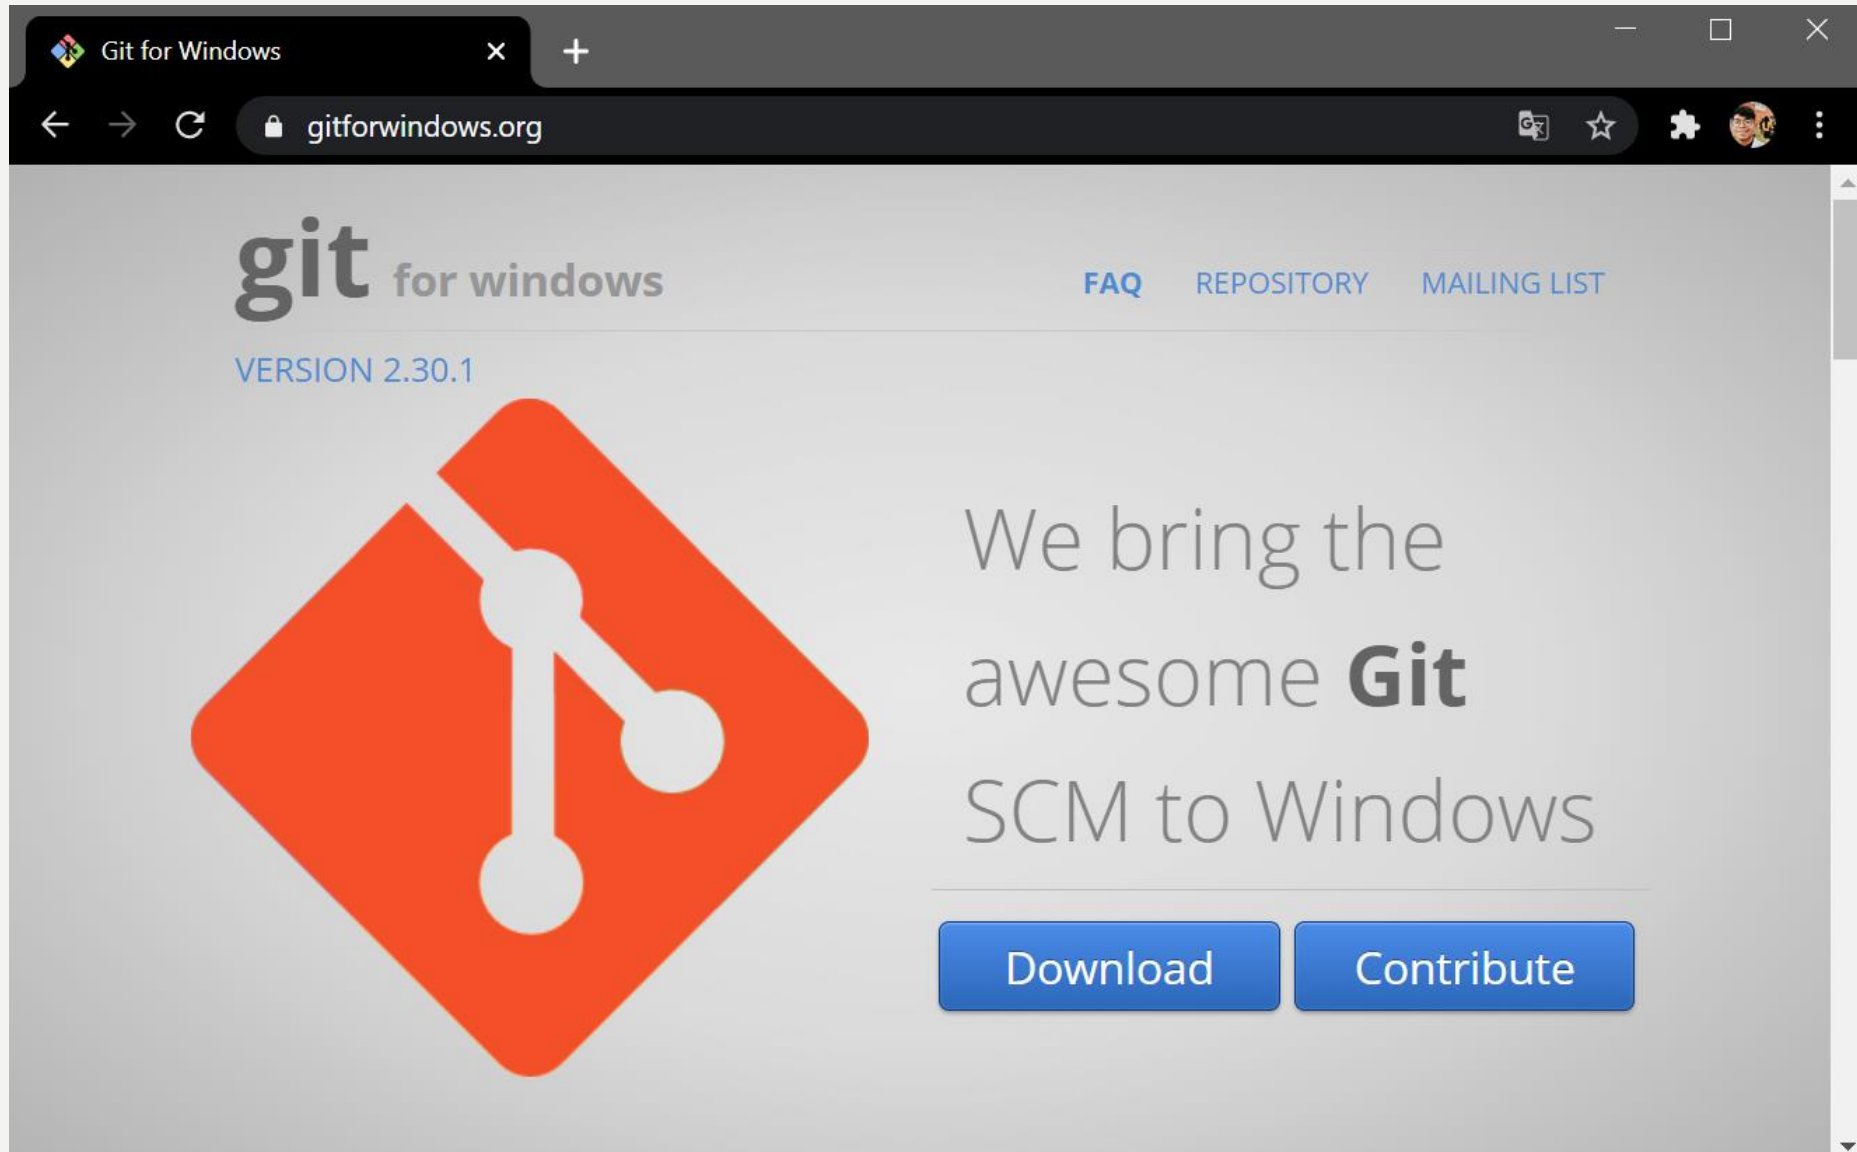 Git for Windows
gitforwindows.org
git for windows
FAQ REPOSITORY MAILING LIST
VERSION 2.30.1
We bring the
awesome Git
SCM to Windows
Download Contribute